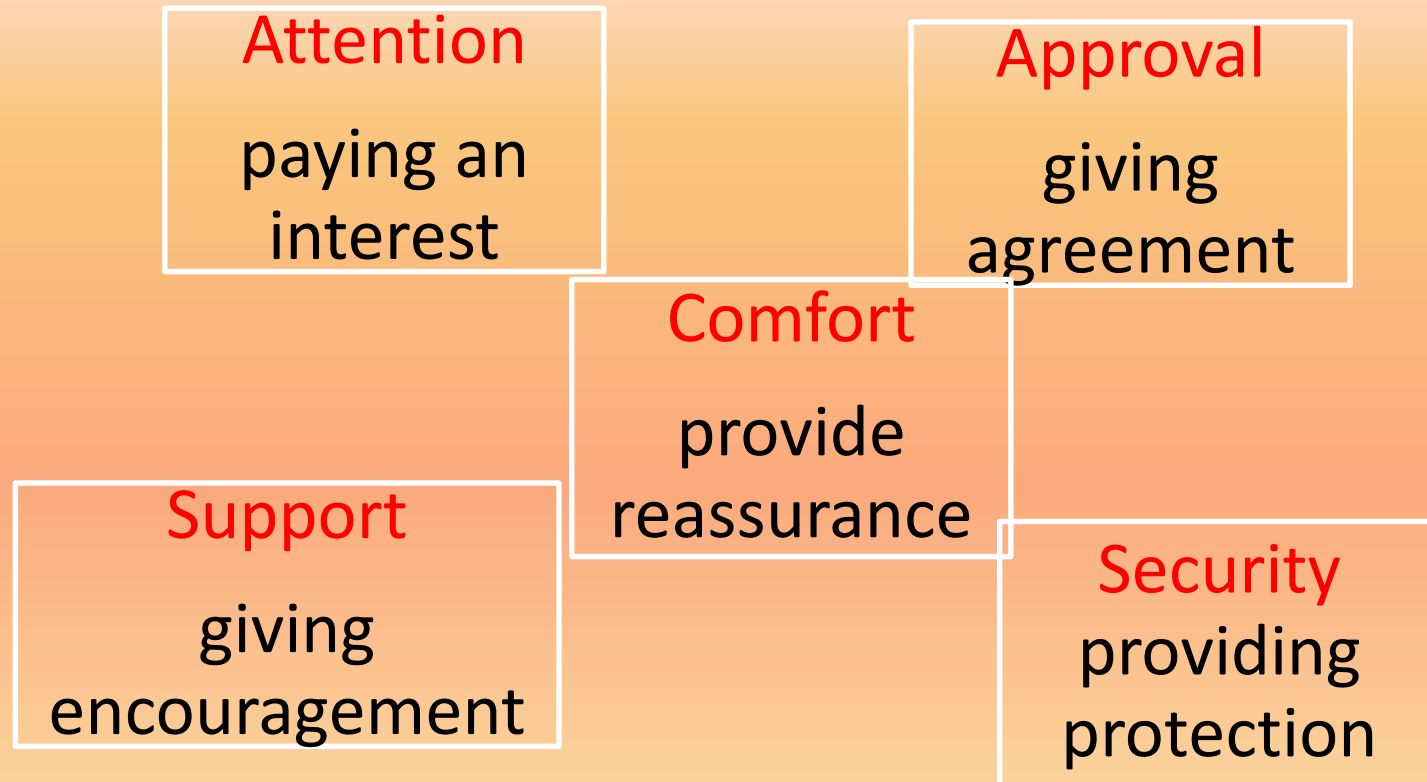 Attention
paying an
interest
Approval
giving
agreement
Comfort
provide
reassurance
Support
giving
encouragement
Security
providing
protection